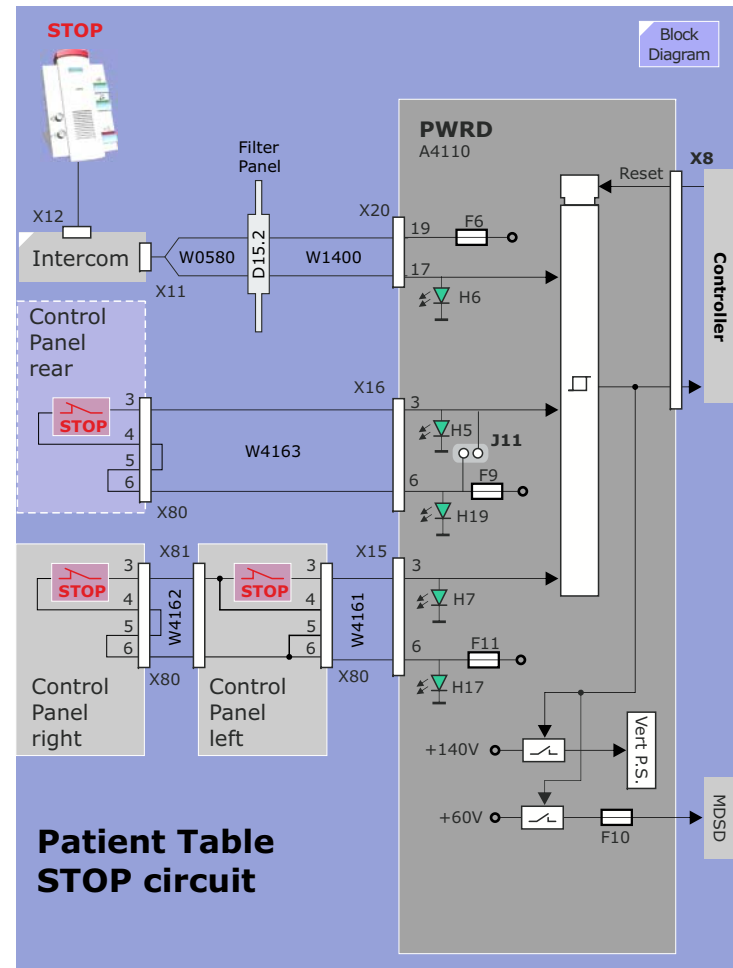 STOP
Block
Diagram
PWRD
A4110
Filter
Panel
Reset
X8
X12
X20
19
F6
Intercom
W0580
D15.2
W1400
X11
17
H6
Controller
Control
Panel
rear
X16
3
3
STOP
4
H5
J11
W4163
5
6
6
F9
X80
H19
X81
X15
3
3
3
STOP
STOP
4
4
W4162
W4161
H7
5
5
6
6
6
F11
X80
X80
H17
Control
Panel
right
Control
Panel
left
+140V
Vert P.S.
+60V
F10
MDSD
Patient Table
STOP circuit